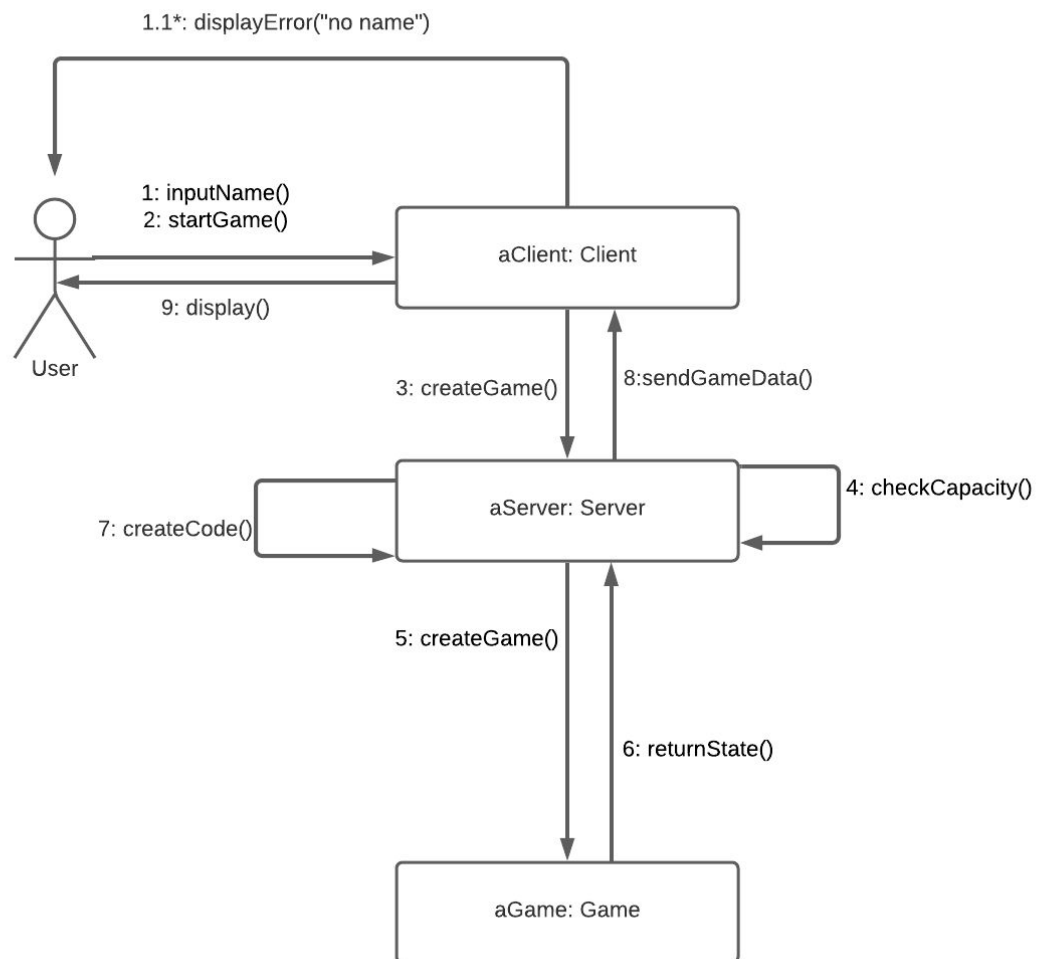 1.1*: displayError("no name")
1: inputName()
2: startGame()
aClient: Client
9: display()
User
3: createGame()
8:sendGameData()
aServer: Server
4: checkCapacity()
7: createCode()
5: createGame()
6: returnState()
aGame: Game